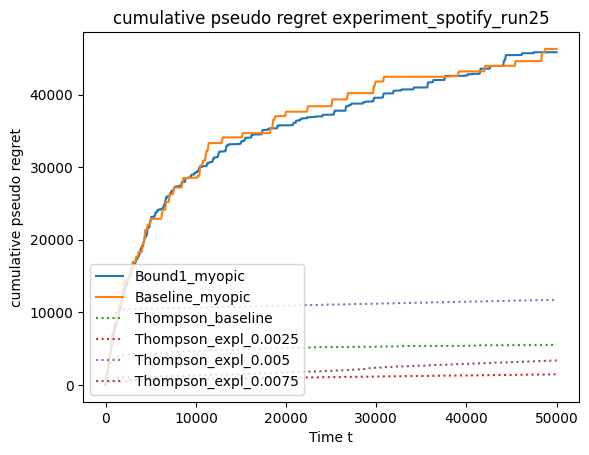 cumulative pseudo regret experiment_spotify_run25
cumulative pseudo regret
40000
30000
20000
10000
0
Bound1_myopic
Baseline_myopic
Thompson_baseline
Thompson_expl_0.0025
Thompson_expl_0.005
Thompson_expl_0.0075
0 10000 20000 30000 40000 50000
Time t